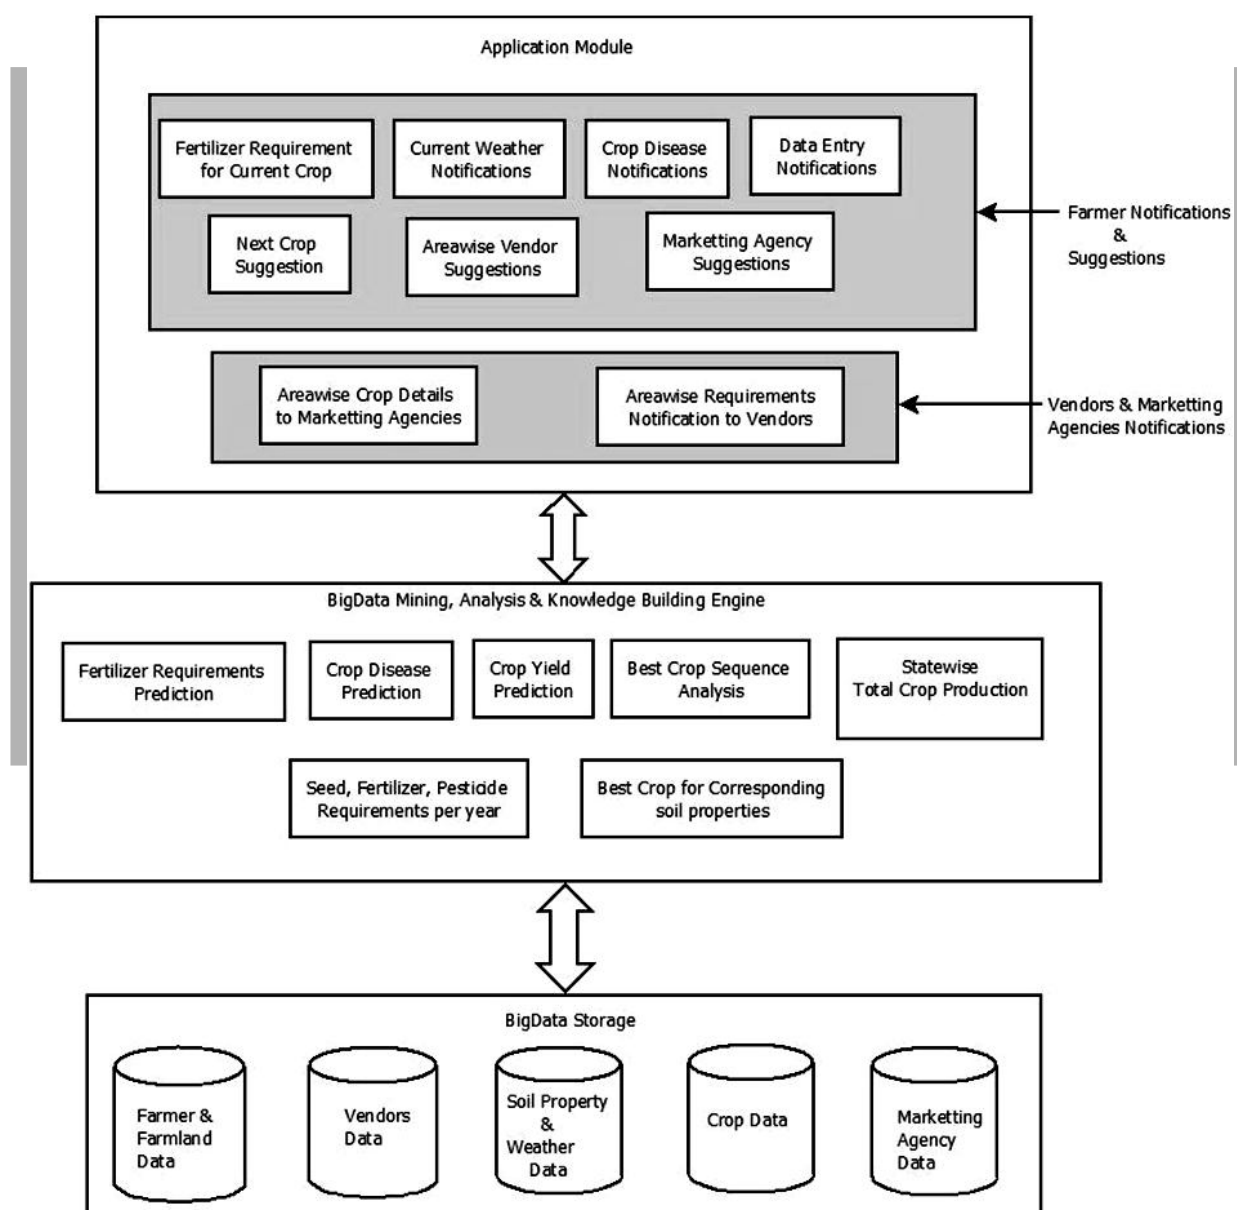 Application Module
Fertilizer Requirement
for Current Crop
Current Weather
Notifications
Crop Disease
Notifications
Data Entry
Notifications
Next Crop
Suggestion
Areawise Vendor
Suggestions
Marketting Agency
Suggestions
Farmer Notifications
&
Suggestions
Areawise Crop Details
to Marketting Agencies
Areawise Requirements
Notification to Vendors
Vendors & Marketting
Agencies Notifications
BigData Mining, Analysis & Knowledge Building Engine
Fertilizer Requirements
Prediction
Crop Disease
Prediction
Crop Yield
Prediction
Best Crop Sequence
Analysis
Statewise
Total Crop Production
Seed, Fertilizer, Pesticide
Requirements per year
Best Crop for Corresponding
soil properties
BigData Storage
Farmer &
Farmland
Data
Vendors
Data
Soil Property
&
Weather
Data
Crop Data
Marketting
Agency
Data